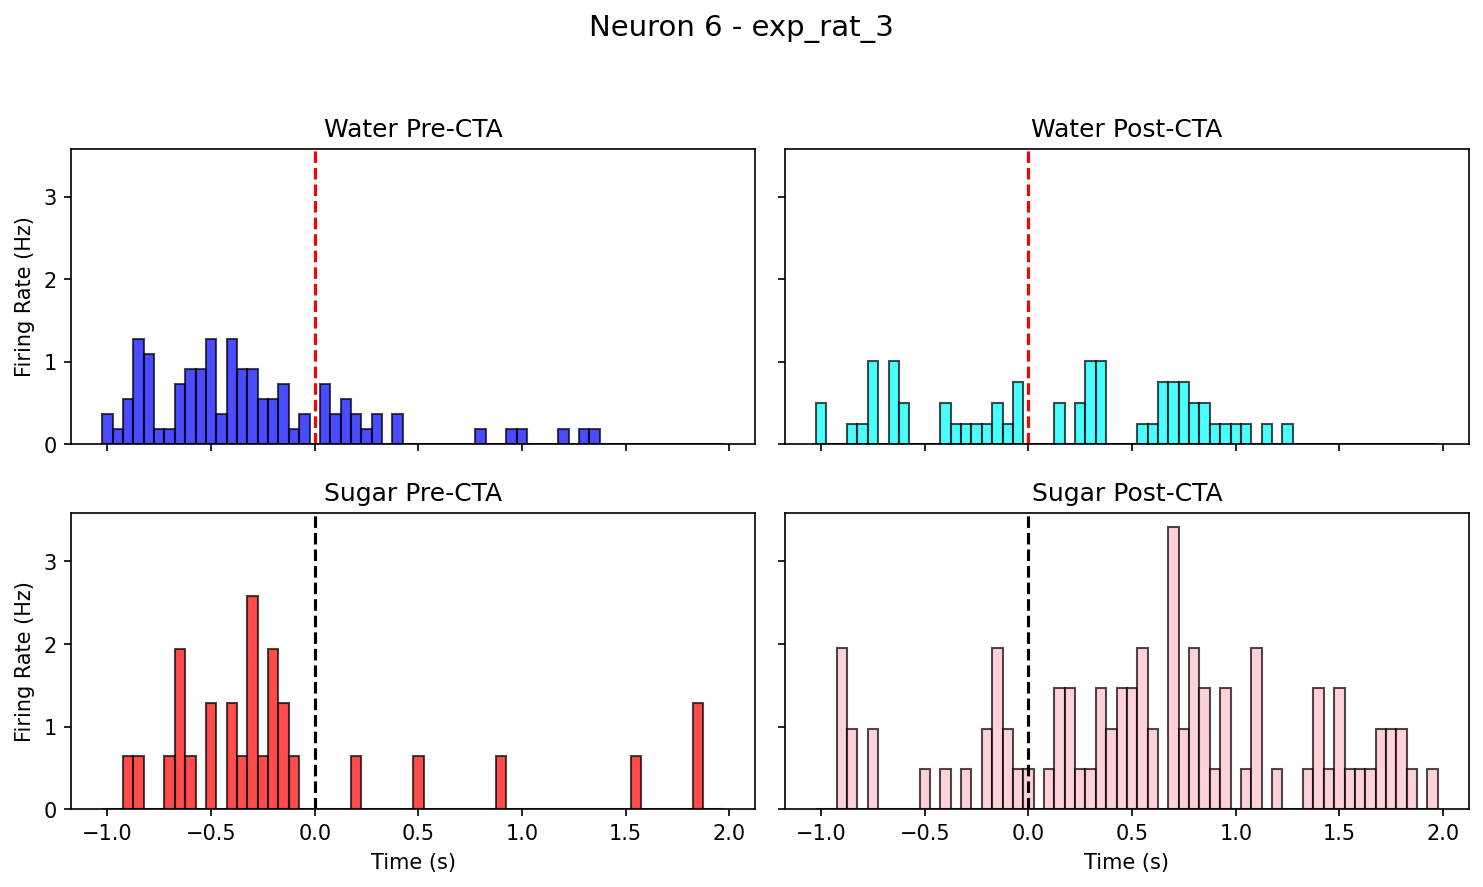 Neuron 6 - exp_rat_3
Water Pre-CTA
Water Post-CTA
Firing Rate (Hz)
3
2
1
0
Sugar Pre-CTA
Sugar Post-CTA
Firing Rate (Hz)
3
2
1
0
−1.0 −0.5 0.0 0.5 1.0 1.5 2.0
−1.0 −0.5 0.0 0.5 1.0 1.5 2.0
Time (s)
Time (s)